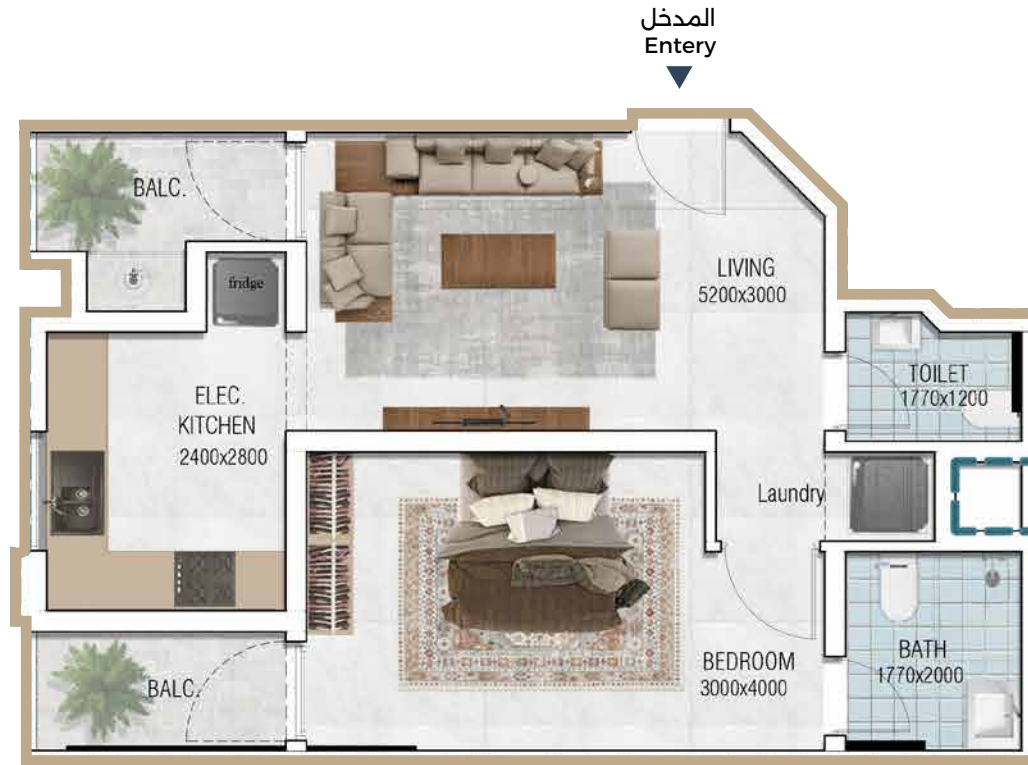 المدخل
Entery
BALC.
fridge
LIVING
5200x3000
ELEC.
KITCHEN
2400x2800
TOILET
1770x1200
Laundry
BEDROOM
3000x4000
BATH
1770x2000
BALC.